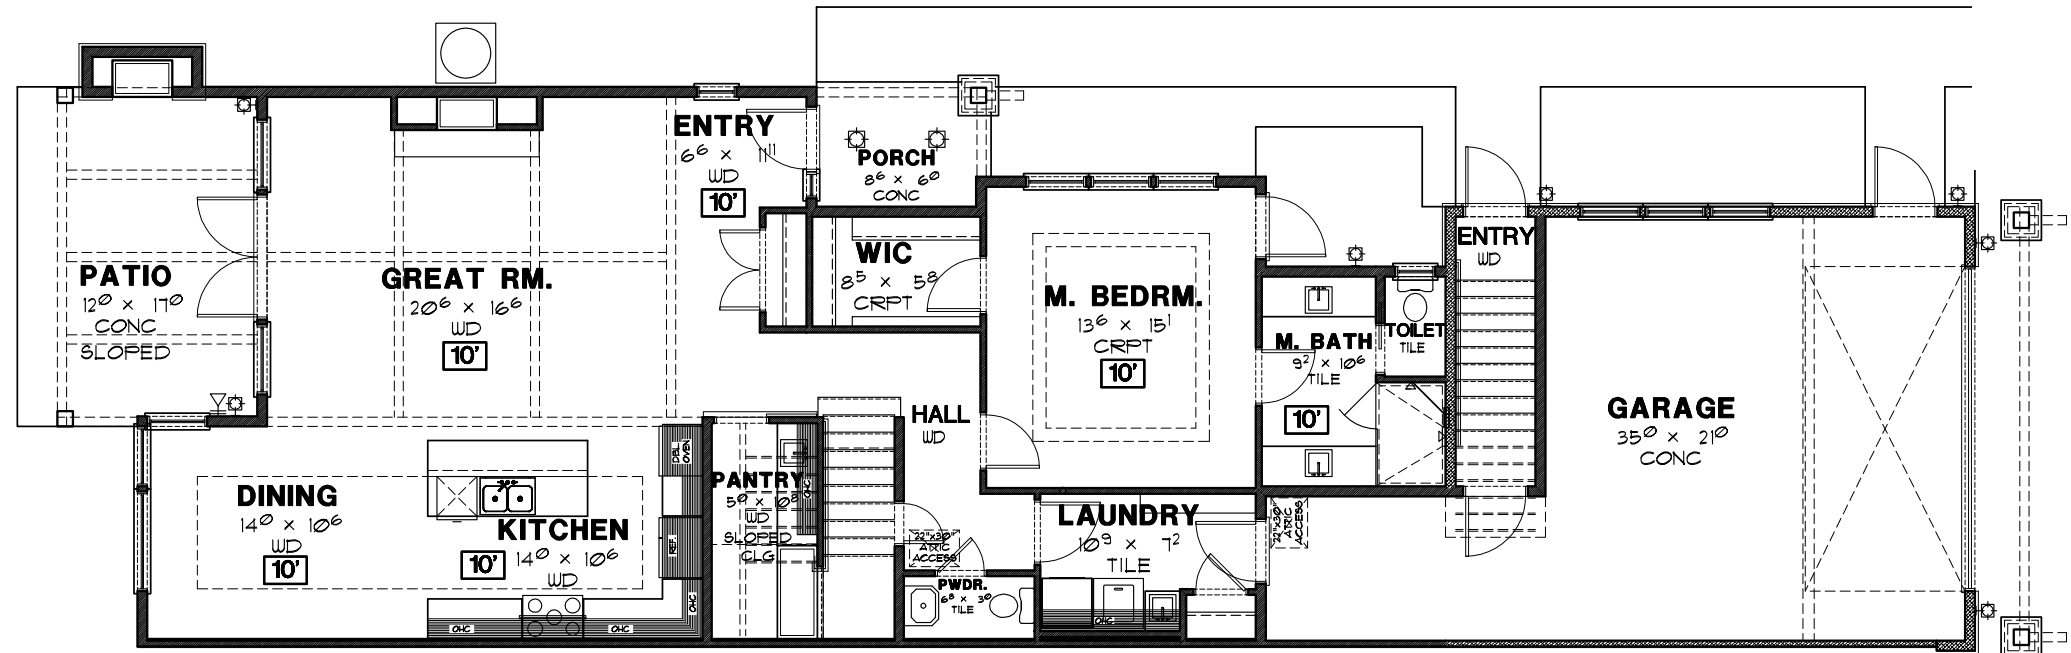 ENTRY
6⁶ × 11¹¹
WD
10'
PORCH
8⁶ × 6⁰
CONC
PATIO
12⁰ × 17⁰
CONC
SLOPED
GREAT RM.
20⁶ × 16⁶
WD
10'
WIC
8⁵ × 5⁸
CRPT
M. BEDRM.
13⁶ × 15¹
CRPT
10'
M. BATH
9² × 10⁶
TILE
10'
TOILET
TILE
ENTRY
WD
GARAGE
35⁰ × 21⁰
CONC
HALL
WD
DINING
14⁰ × 10⁶
WD
10'
KITCHEN
10'
14⁰ × 10⁶
WD
DBL.
OVEN
REF.
OHC
OHC
PANTRY
WD
SLOPED
CLG
OHC
22"x30"
ATTIC
ACCESS
PWDR.
6⁸ × 3⁰
TILE
LAUNDRY
10⁹ × 7²
TILE
OHC
22"x30"
ATTIC
ACCESS